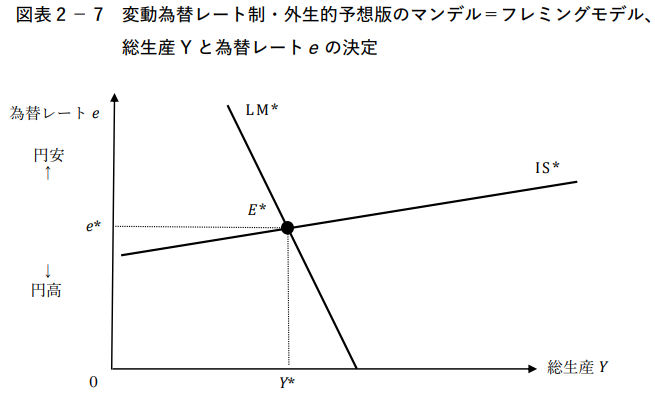 図表2－7 変動為替レート制・外生的予想版のマンデル＝フレミングモデル、
総生産Yと為替レートeの決定
為替レートe
LM*
円安
↑
IS*
E*
e*
↓
円高
総生産Y
0
Y*